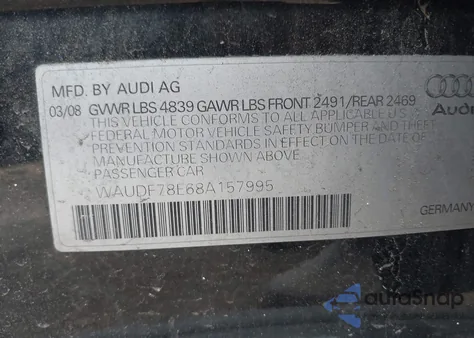 MFD. BY AUDI AG
03/08 GVWR LBS 4839 GAWR LBS FRONT 2491/REAR 2469
THIS VEHICLE CONFORMS TO ALL APPLICABLE U.S.
FEDERAL MOTOR VEHICLE SAFETY BUMPER AND THEFT
PREVENTION STANDARDS IN EFFECT ON THE DATE OF
MANUFACTURE SHOWN ABOVE
PASSENGER CAR
WAUDF78E68A157995
Audi
GERMANY
autosnap